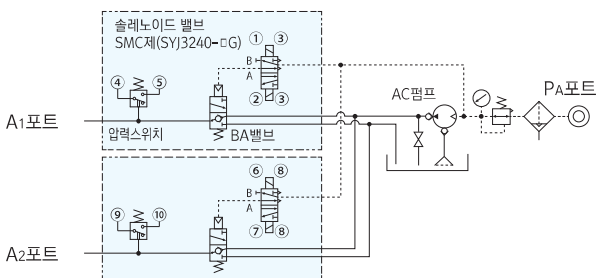 솔레노이드 밸브
SMC제(SYJ3240-□G)
① ③
B
A
② ③
④ ⑤
A1포트
압력스위치
BA밸브
AC펌프
PA포트
⑥ ⑧
B
A
⑦ ⑧
⑨ ⑩
A2포트